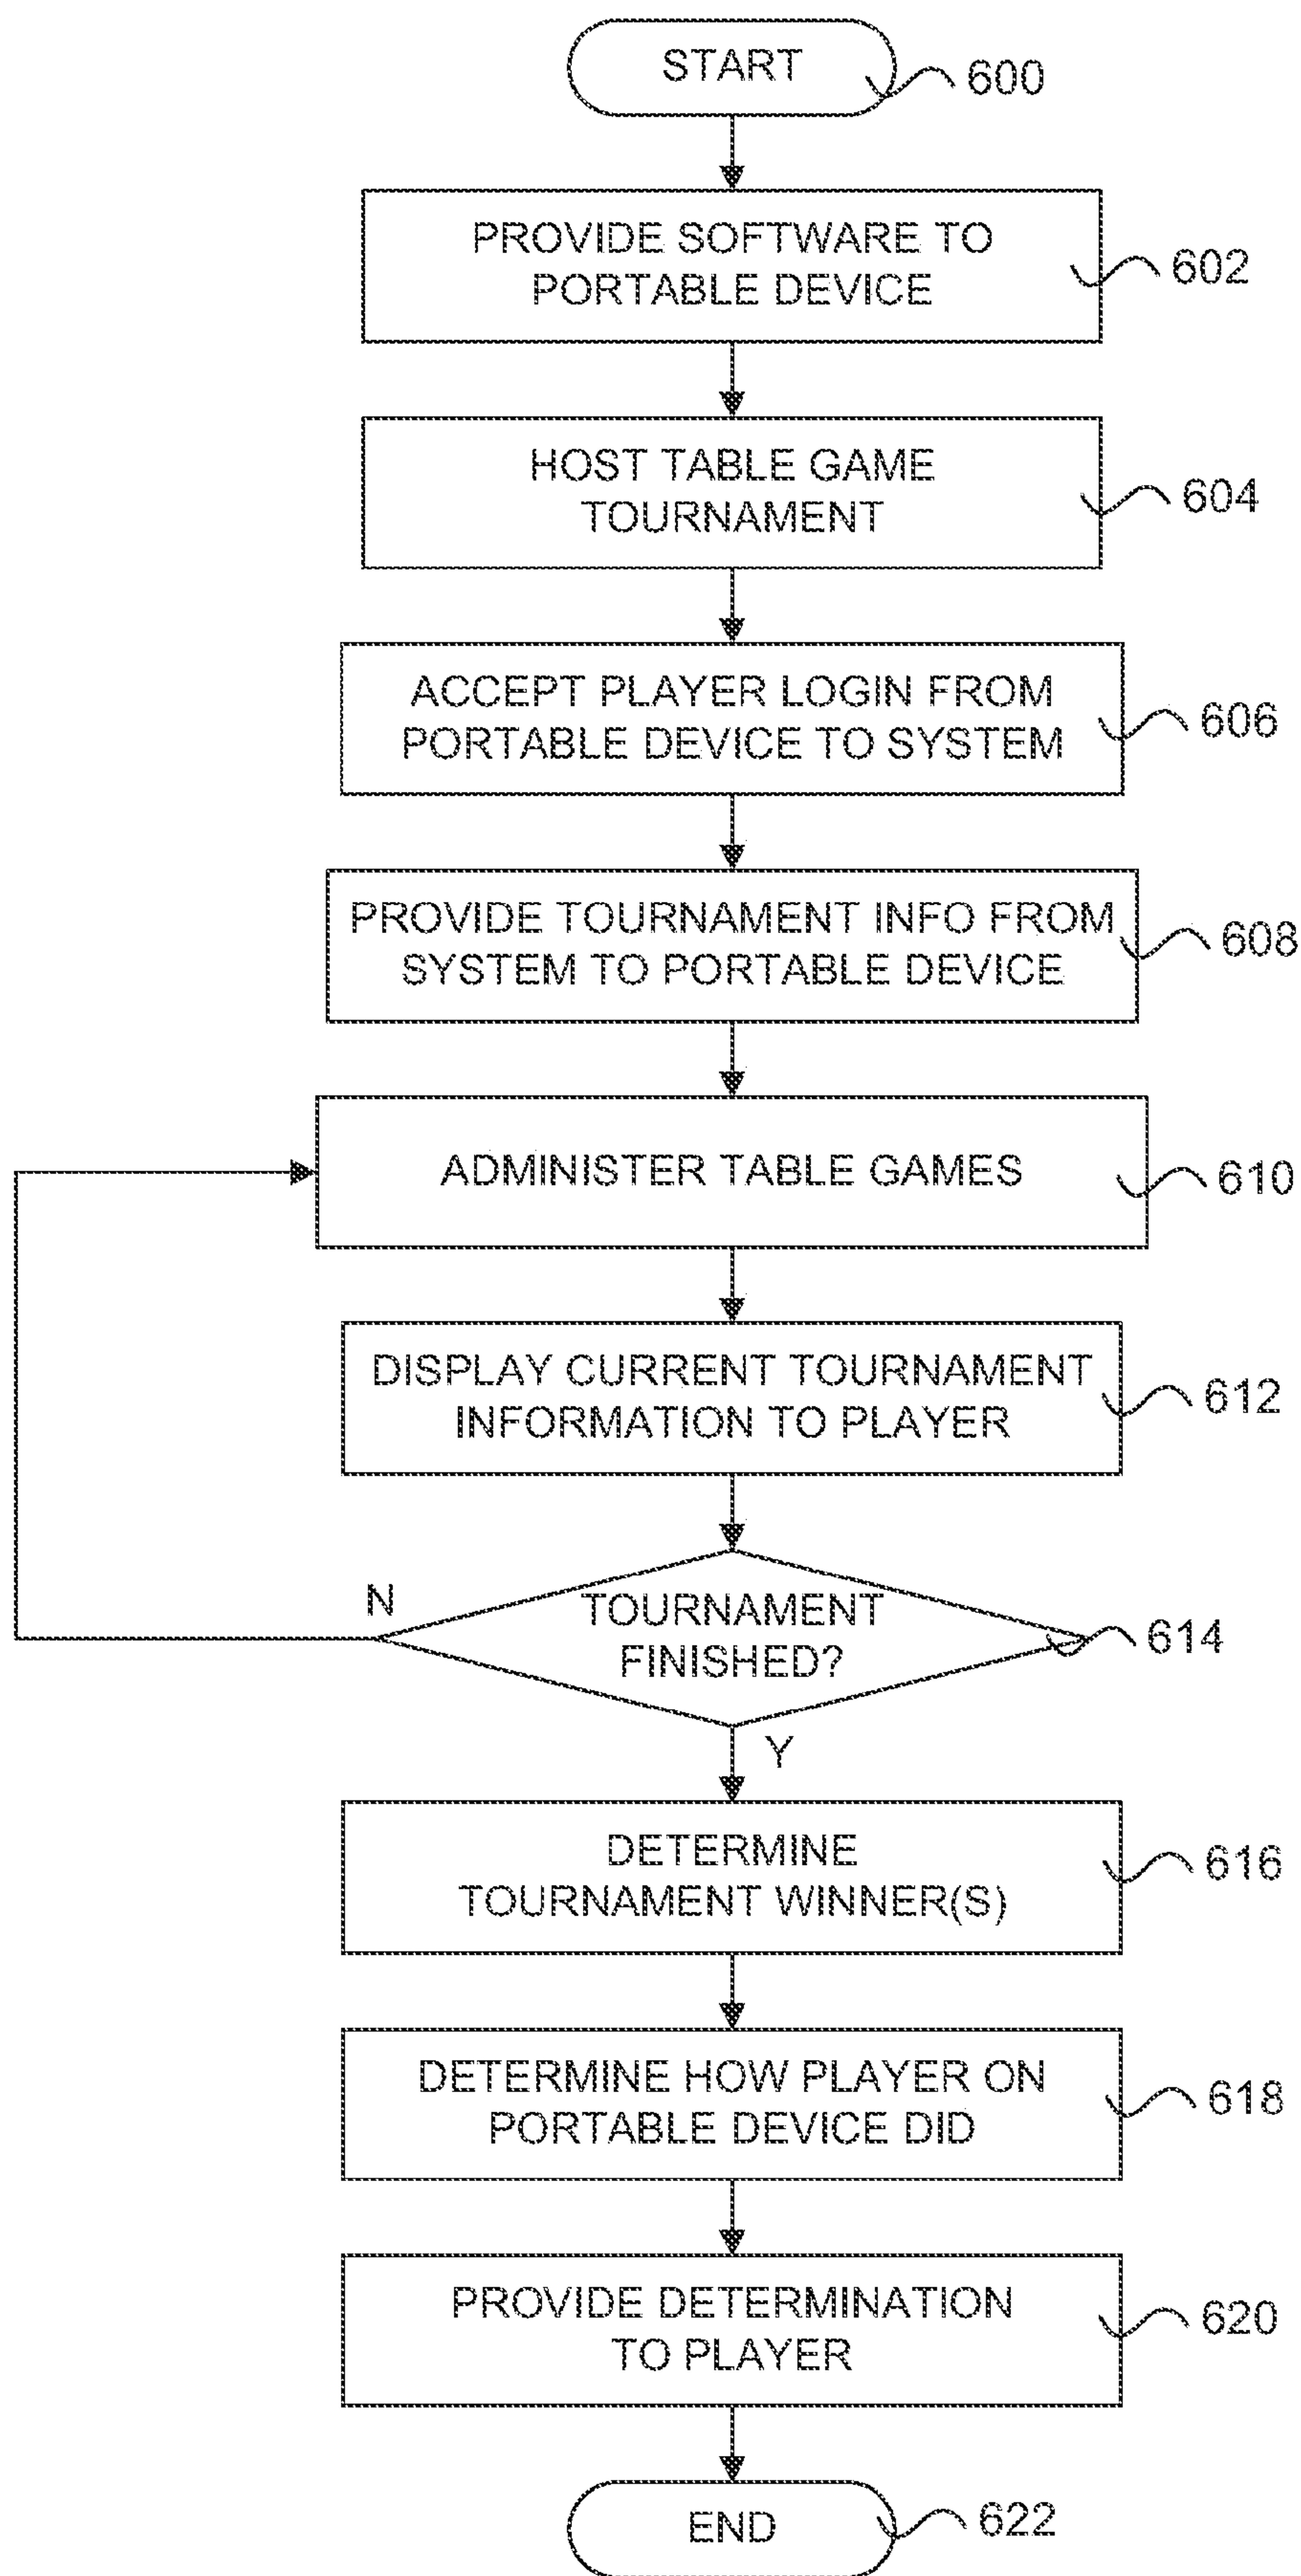 START
600
PROVIDE SOFTWARE TO
PORTABLE DEVICE
602
HOST TABLE GAME
TOURNAMENT
604
ACCEPT PLAYER LOGIN FROM
PORTABLE DEVICE TO SYSTEM
606
PROVIDE TOURNAMENT INFO FROM
SYSTEM TO PORTABLE DEVICE
608
ADMINISTER TABLE GAMES
610
DISPLAY CURRENT TOURNAMENT
INFORMATION TO PLAYER
612
N
TOURNAMENT
FINISHED?
614
Y
DETERMINE
TOURNAMENT WINNER(S)
616
DETERMINE HOW PLAYER ON
PORTABLE DEVICE DID
618
PROVIDE DETERMINATION
TO PLAYER
620
END
622